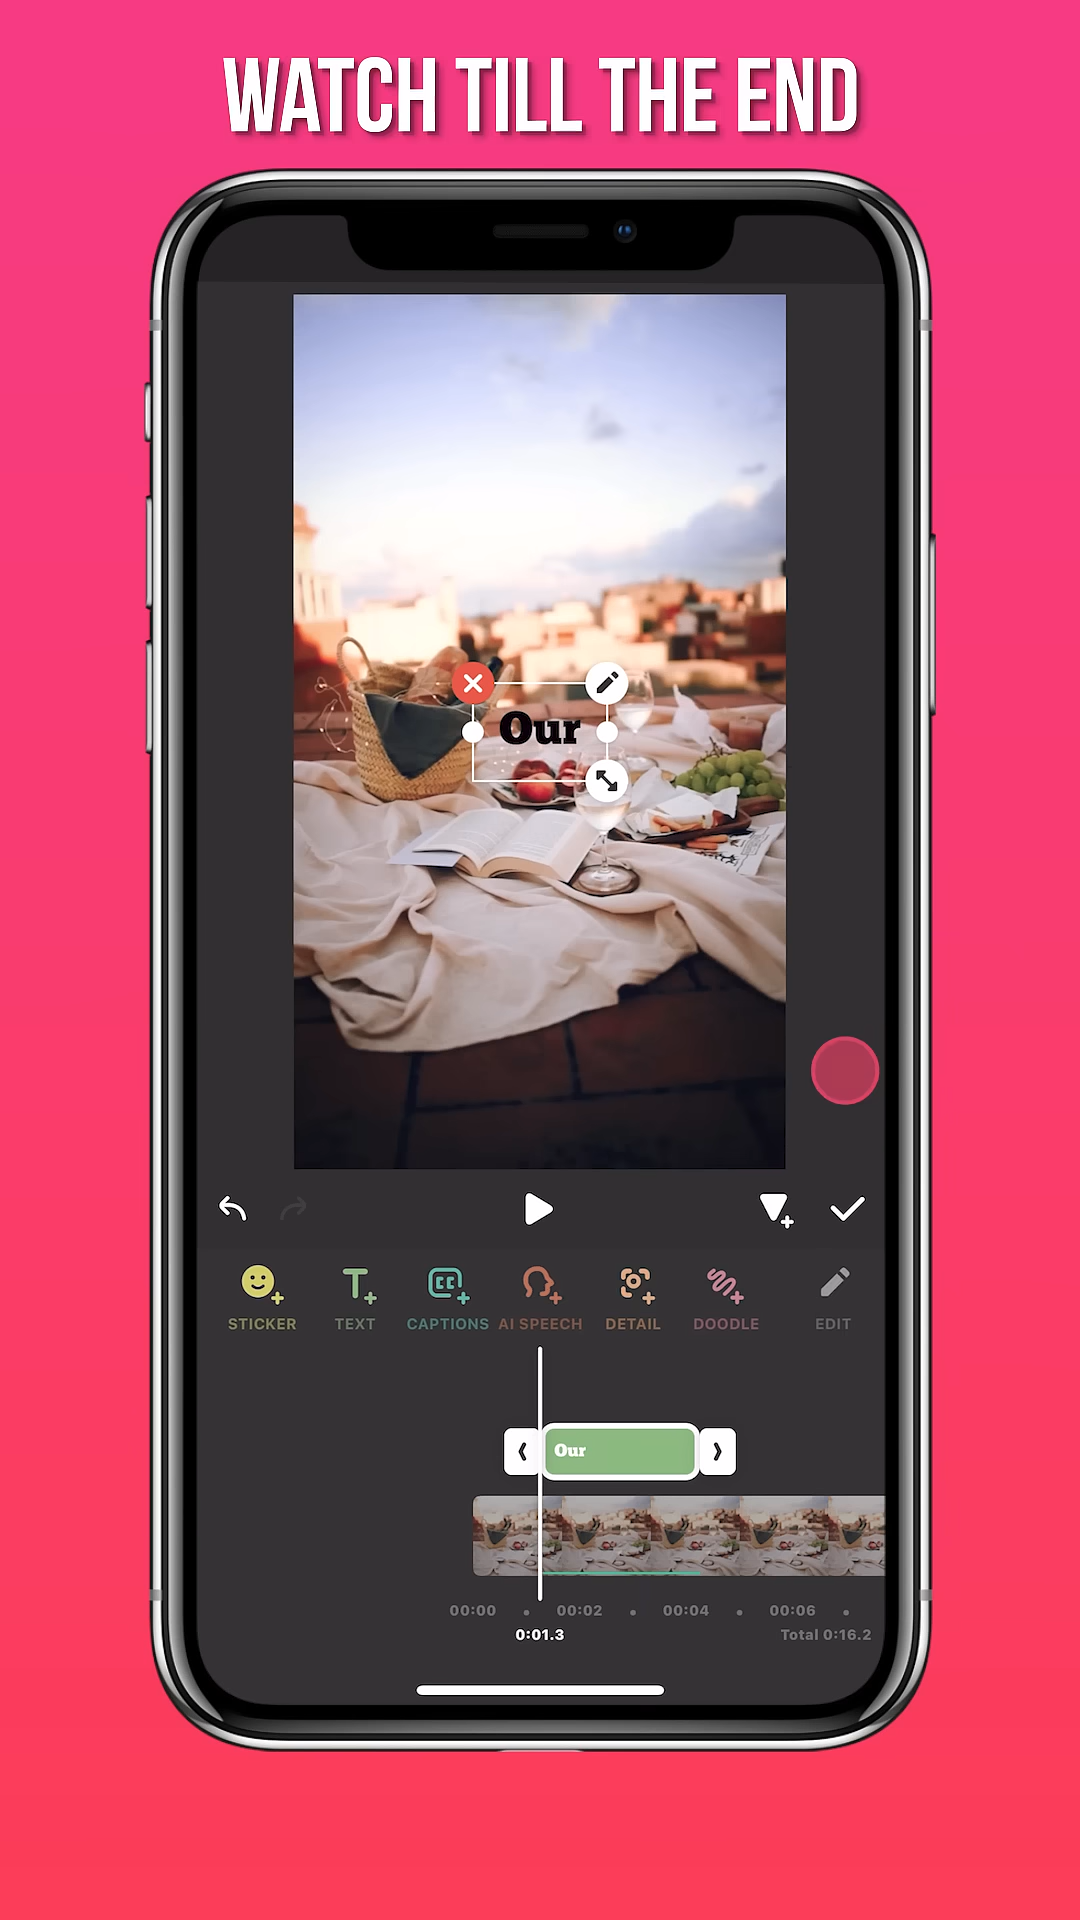 WATCH TILL THE END
Our
STICKER TEXT CAPTIONS AI SPEECH DETAIL DOODLE EDIT
Our
00:00 00:02 00:04 00:06
0:01.3 Total 0:16.2